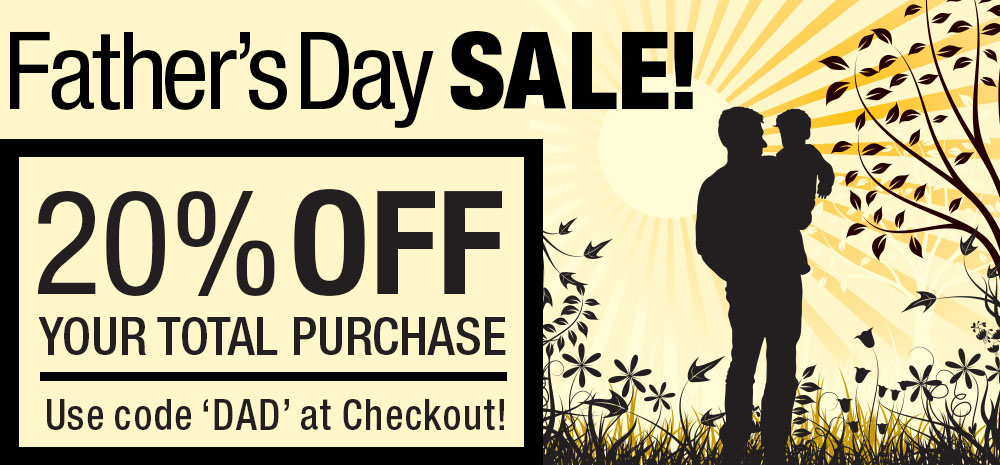 Father’s Day SALE!
20% OFF
YOUR TOTAL PURCHASE
Use code ‘DAD’ at Checkout!